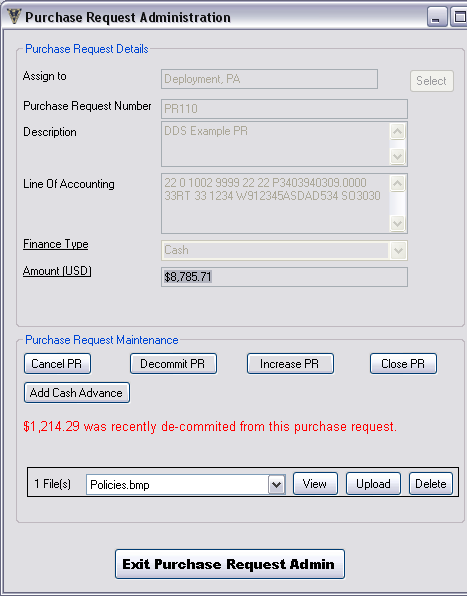 Purchase Request Administration
Purchase Request Details
Assign to
Deployment, PA
Select
Purchase Request Number
PR110
Description
DDS Example PR
Line Of Accounting
22 0 1002 9999 22-22 P3403940309.0000
33RT 33 1234 W912345ASDAD534 SO3030
Finance Type
Cash
Amount (USD)
$8,785.71
Purchase Request Maintenance
Cancel PR
Decommit PR
Increase PR
Close PR
Add Cash Advance
$1,214.29 was recently de-commited from this purchase request.
1 File(s)
Policies.bmp
View
Upload
Delete
Exit Purchase Request Admin